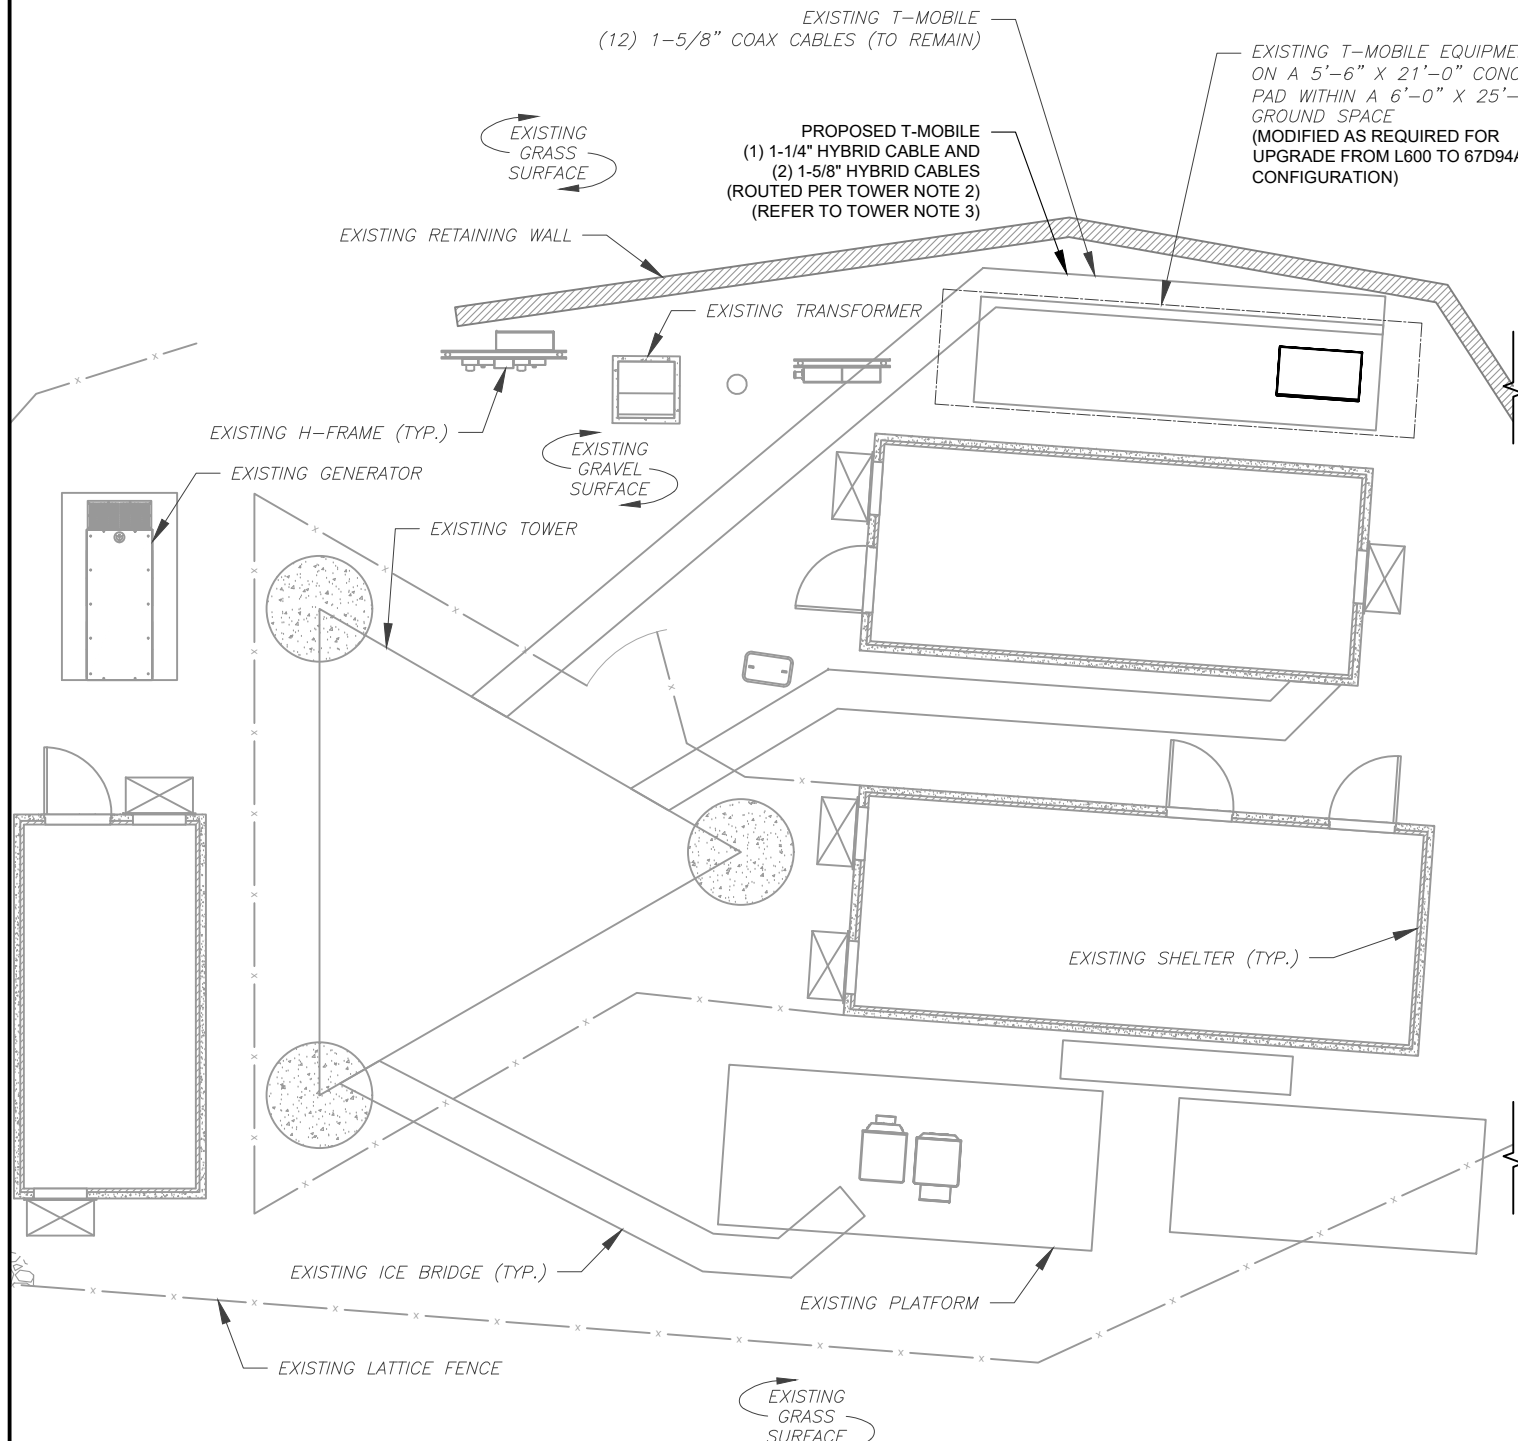 EXISTING T-MOBILE
(12) 1-5/8" COAX CABLES (TO REMAIN)
EXISTING T-MOBILE
ON A 5'-6" X 21'-0"
PAD WITHIN A 6'-0" X
GROUND SPACE
(MODIFIED AS REQUIRED FOR
UPGRADE FROM L600 TO
CONFIGURATION)
EXISTING
GRASS
SURFACE
PROPOSED T-MOBILE
(1) 1-1/4" HYBRID CABLE AND
(2) 1-5/8" HYBRID CABLES
(ROUTED PER TOWER NOTE 2)
(REFER TO TOWER NOTE 3)
EXISTING RETAINING WALL
EXISTING TRANSFORMER
EXISTING H-FRAME (TYP.)
EXISTING
GRAVEL
SURFACE
EXISTING GENERATOR
EXISTING TOWER
EXISTING SHELTER (TYP.)
EXISTING ICE BRIDGE (TYP.)
EXISTING PLATFORM
EXISTING LATTICE FENCE
EXISTING
GRASS
SURFACE